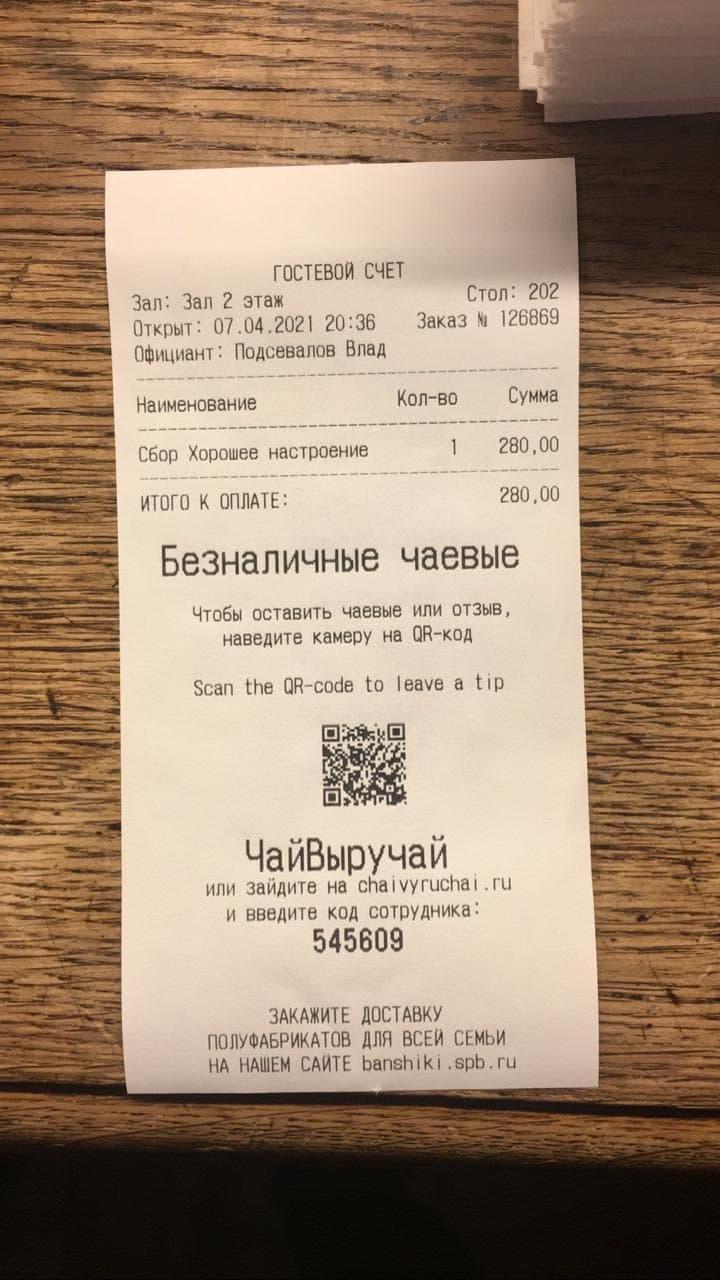 ГОСТЕВОЙ СЧЕТ
Зал: Зал 2 этаж Стол: 202
Открыт: 07.04.2021 20:36 Заказ № 126869
Официант: Подсевалов Влад
Наименование Кол-во Сумма
Сбор Хорошее настроение 1 280,00
ИТОГО К ОПЛАТЕ: 280,00
Безналичные чаевые
Чтобы оставить чаевые или отзыв,
наведите камеру на QR-код
Scan the QR-code to leave a tip
ЧайВыручай
или зайдите на chaivyruchai.ru
и введите код сотрудника:
545609
ЗАКАЖИТЕ ДОСТАВКУ
ПОЛУФАБРИКАТОВ ДЛЯ ВСЕЙ СЕМЬИ
НА НАШЕМ САЙТЕ banshiki.spb.ru